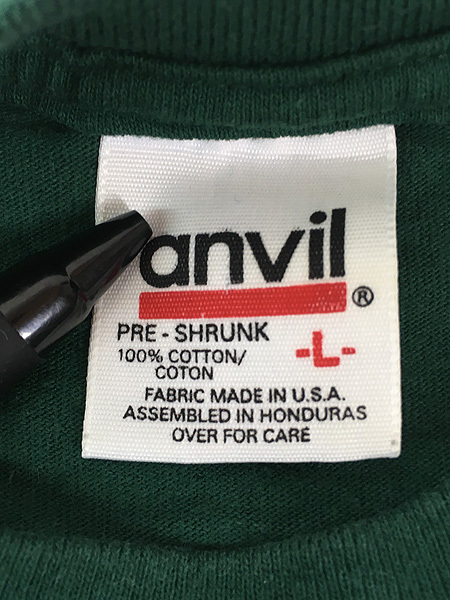 anvil
®
PRE - SHRUNK
100% COTTON/
COTON
-L-
FABRIC MADE IN U.S.A.
ASSEMBLED IN HONDURAS
OVER FOR CARE